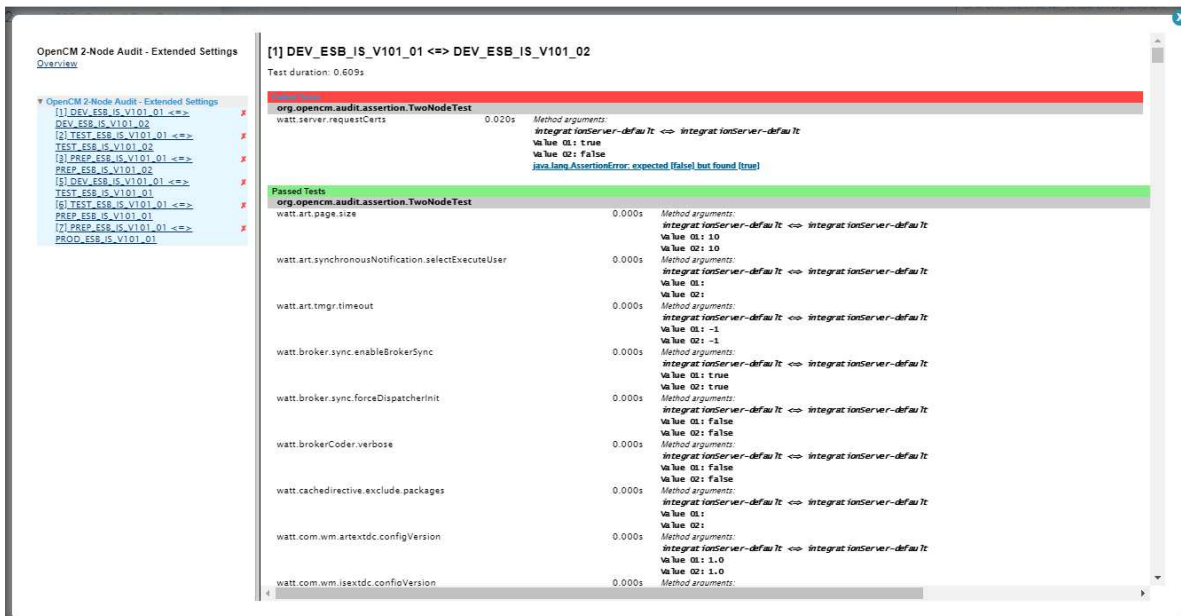 OpenCM 2-Node Audit - Extended Settings
Overview
▼ OpenCM 2-Node Audit - Extended Settings
[1] DEV_ESB_IS_V101_01 <=> ✗
DEV_ESB_IS_V101_02
[2] TEST_ESB_IS_V101_01 <=> ✗
TEST_ESB_IS_V101_02
[3] PREP_ESB_IS_V101_01 <=> ✗
PREP_ESB_IS_V101_02
[5] DEV_ESB_IS_V101_01 <=> ✗
TEST_ESB_IS_V101_01
[6] TEST_ESB_IS_V101_01 <=> ✗
PREP_ESB_IS_V101_01
[7] PREP_ESB_IS_V101_01 <=> ✗
PROD_ESB_IS_V101_01
[1] DEV_ESB_IS_V101_01 <=> DEV_ESB_IS_V101_02
Test duration: 0.609s
org.opencm.audit.assertion.TwoNodeTest
watt.server.requestCerts 0.020s Method arguments:
integrationServer-default <=> integrationServer-default
Value 01: true
Value 02: false
java.lang.AssertionError: expected [false] but found [true]
Passed Tests
org.opencm.audit.assertion.TwoNodeTest
watt.art.page.size 0.000s Method arguments:
integrationServer-default <=> integrationServer-default
Value 01: 10
Value 02: 10
watt.art.synchronousNotification.selectExecuteUser 0.000s Method arguments:
integrationServer-default <=> integrationServer-default
Value 01:
Value 02:
watt.art.tmgr.timeout 0.000s Method arguments:
integrationServer-default <=> integrationServer-default
Value 01: -1
Value 02: -1
watt.broker.sync.enableBrokerSync 0.000s Method arguments:
integrationServer-default <=> integrationServer-default
Value 01: true
Value 02: true
watt.broker.sync.forceDispatcherInit 0.000s Method arguments:
integrationServer-default <=> integrationServer-default
Value 01: false
Value 02: false
watt.brokerCoder.verbose 0.000s Method arguments:
integrationServer-default <=> integrationServer-default
Value 01: false
Value 02: false
watt.cachedirective.exclude.packages 0.000s Method arguments:
integrationServer-default <=> integrationServer-default
Value 01:
Value 02:
watt.com.wm.artextdc.configVersion 0.000s Method arguments:
integrationServer-default <=> integrationServer-default
Value 01: 1.0
Value 02: 1.0
watt.com.wm.isextdc.configVersion 0.000s Method arguments: